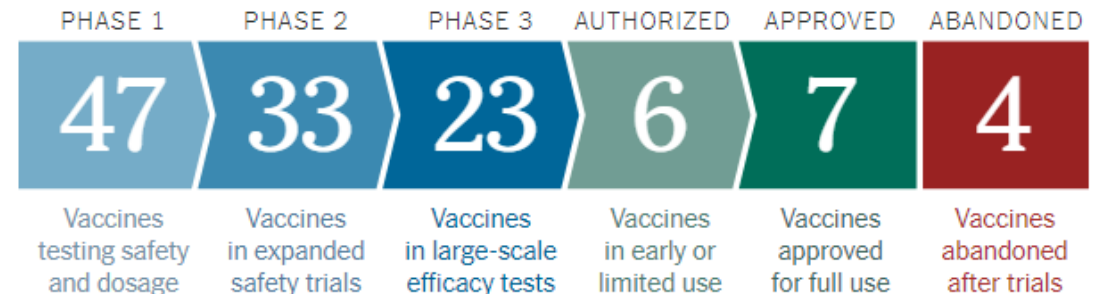 PHASE 1 PHASE 2 PHASE 3 AUTHORIZED APPROVED ABANDONED
47 33 23 6 7 4
Vaccines Vaccines Vaccines Vaccines Vaccines Vaccines
testing safety in expanded in large-scale in early or approved abandoned
and dosage safety trials efficacy tests limited use for full use after trials